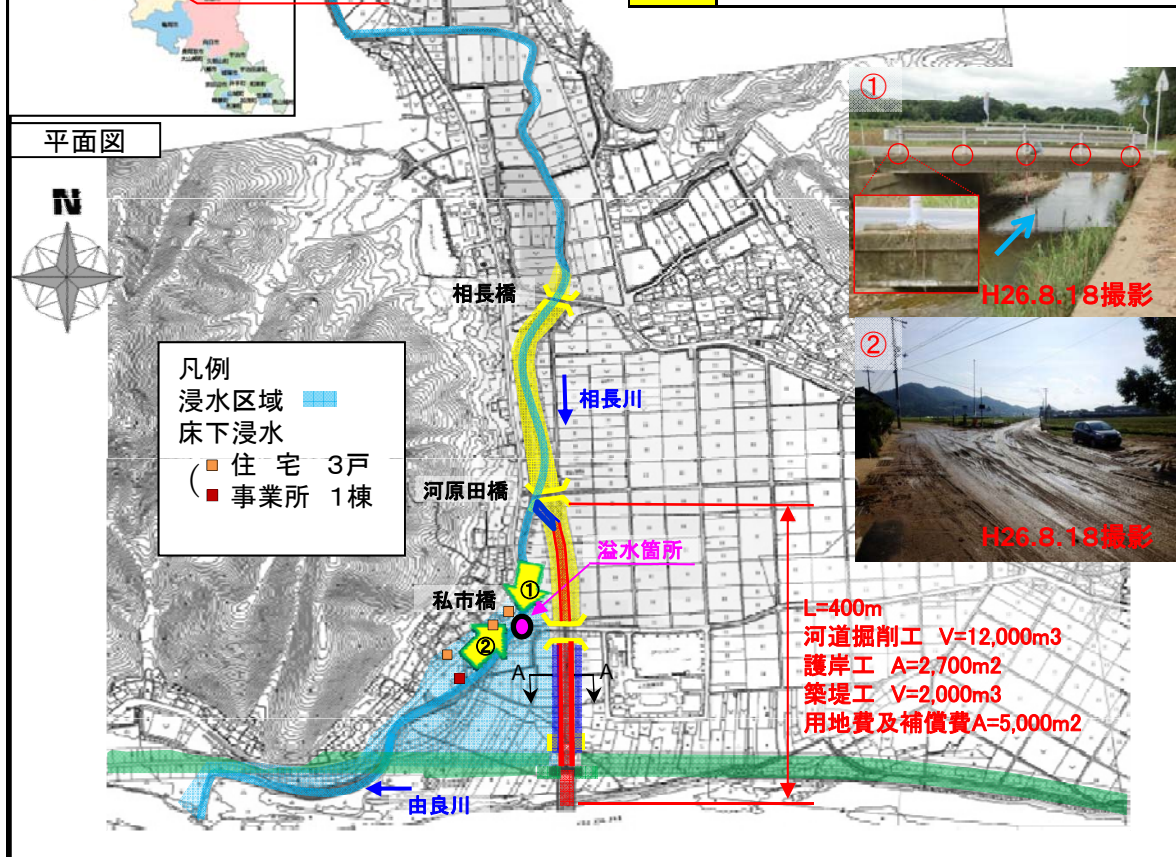 平面図
N
凡例
浸水区域
床下浸水
住 宅 3戸
事業所 1棟
相長橋
相長川
河原田橋
溢水箇所
私市橋
①
②
A
A
由良川
L=400m
河道掘削工 V=12,000m3
護岸工 A=2,700m2
築堤工 V=2,000m3
用地費及補償費A=5,000m2
①
H26.8.18撮影
②
H26.8.18撮影